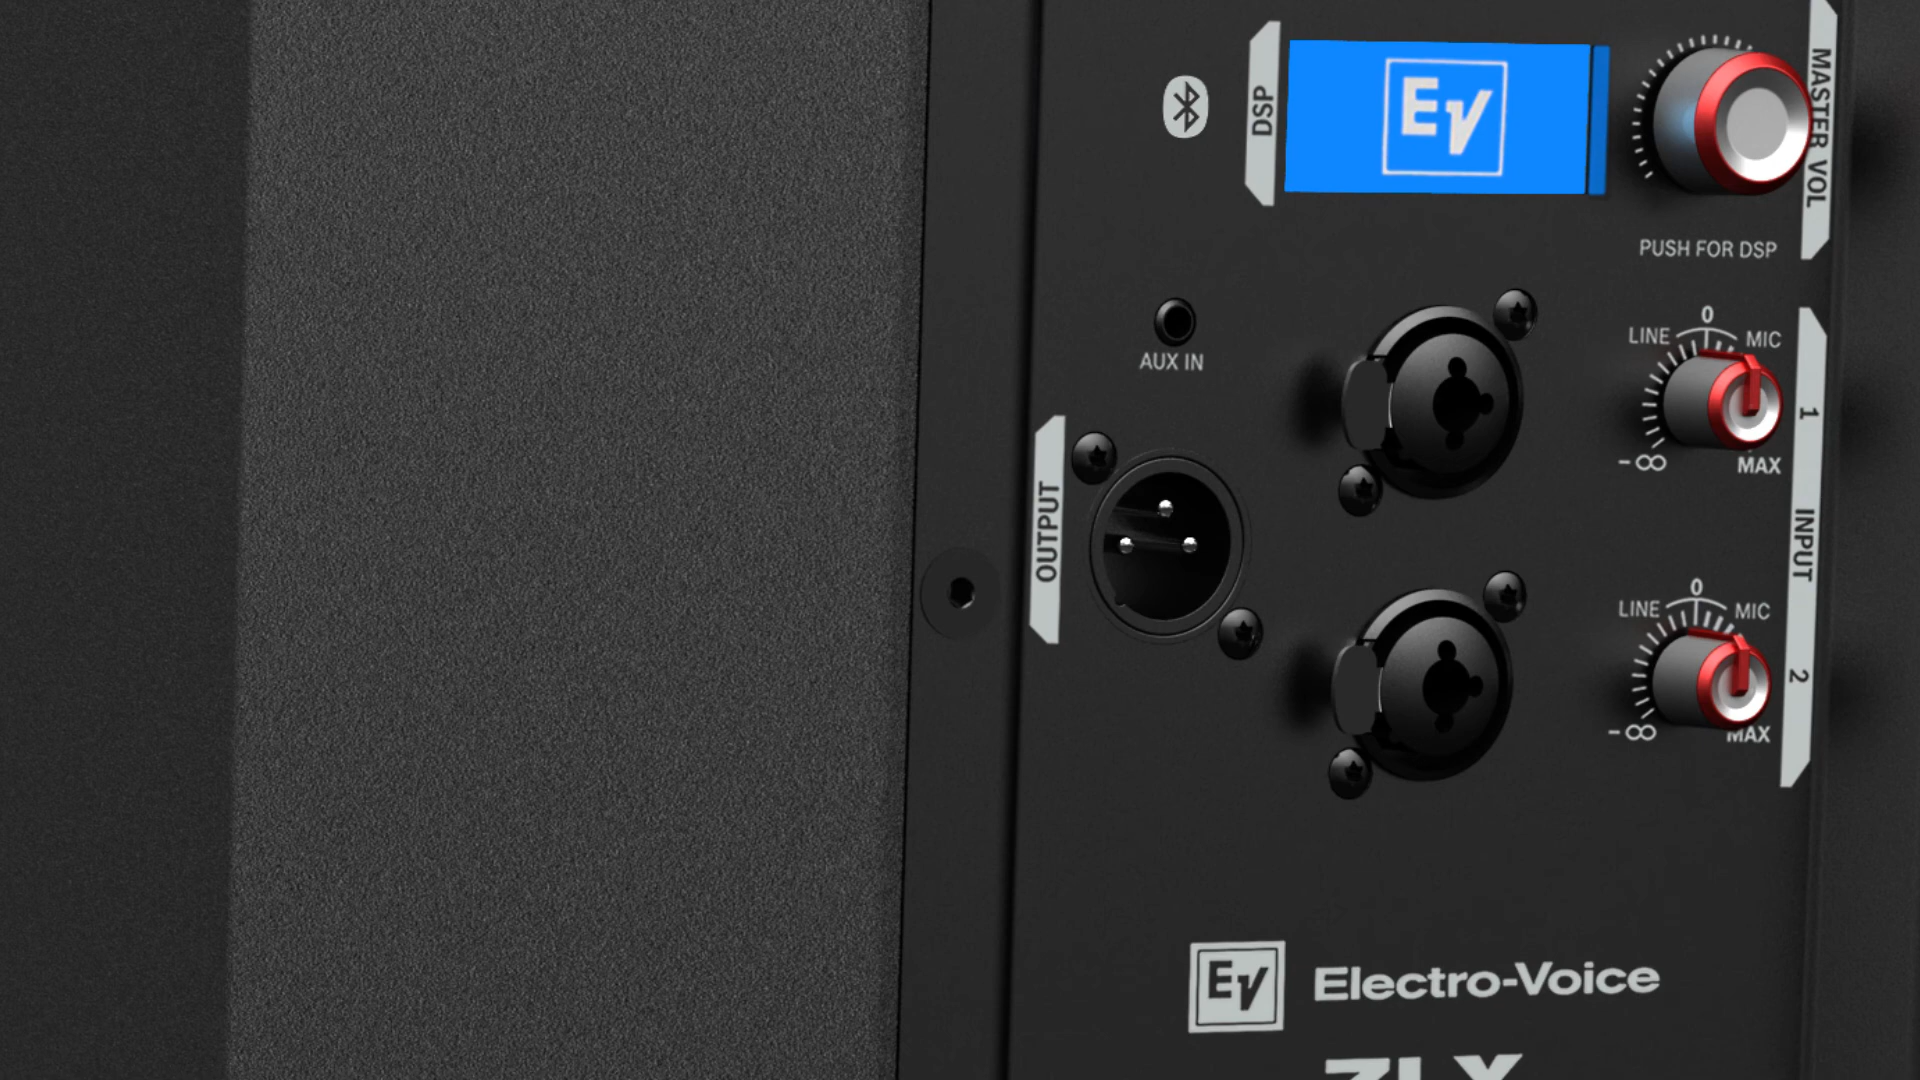 DSP
EV
MASTER VOL
PUSH FOR DSP
AUX IN
LINE 0 MIC
-∞ MAX
1
OUTPUT
INPUT
LINE 0 MIC
-∞ MAX
2
EV Electro-Voice
ZLX